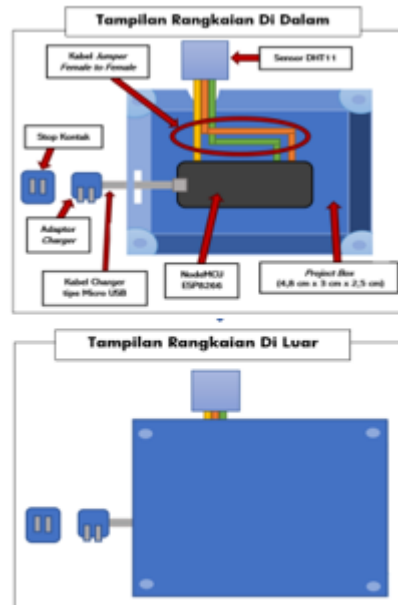 Tampilan Rangkaian Di Dalam
Kabel Jumper
Female to Female
Sensor DHT11
Stop Kontak
Adaptor
Charger
Kabel Charger
tipe Micro USB
NodeMCU
ESP8266
Project Box
(4,8 cm x 3 cm x 2,5 cm)
Tampilan Rangkaian Di Luar